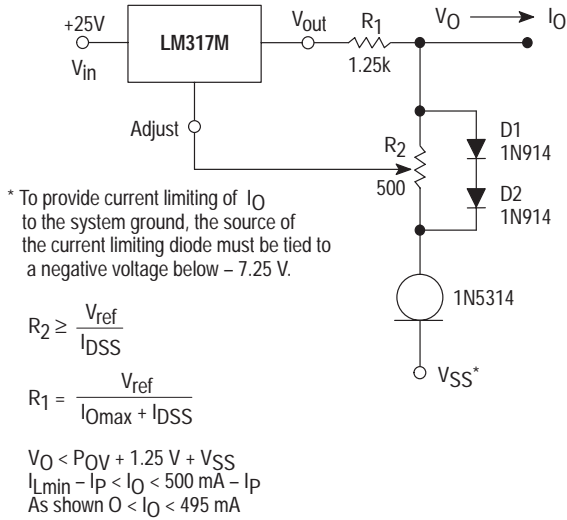 +25V
Vin
LM317M
Vout
R1
1.25k
VO
IO
Adjust
R2
500
D1
1N914
D2
1N914
* To provide current limiting of IO
to the system ground, the source of
the current limiting diode must be tied to
a negative voltage below – 7.25 V.
1N5314
VSS*
R2 ≥ Vref
IDSS
R1 = Vref
IOmax + IDSS
VO < POV + 1.25 V + VSS
ILmin – IP < IO < 500 mA – IP
As shown O < IO < 495 mA